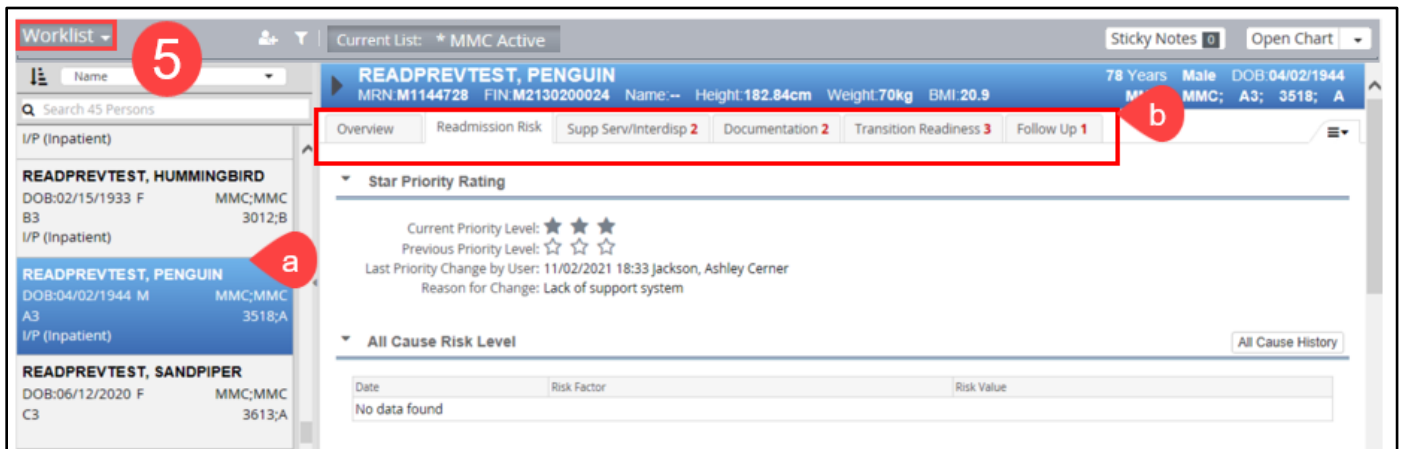 Worklist
5
Current List: * MMC Active
Sticky Notes 0
Open Chart
Name
Search 45 Persons
I/P (Inpatient)
READPREVTEST, HUMMINGBIRD
DOB:02/15/1933 F MMC;MMC
B3 3012;B
I/P (Inpatient)
a
READPREVTEST, PENGUIN
DOB:04/02/1944 M MMC;MMC
A3 3518;A
I/P (Inpatient)
READPREVTEST, SANDPIPER
DOB:06/12/2020 F MMC;MMC
C3 3613;A
READPREVTEST, PENGUIN 78 Years Male DOB:04/02/1944
MRN:M1144728 FIN:M2130200024 Name:-- Height:182.84cm Weight:70kg BMI:20.9 MMC; A3; 3518; A
b
Overview Readmission Risk Supp Serv/Interdisp 2 Documentation 2 Transition Readiness 3 Follow Up 1
Star Priority Rating
Current Priority Level: ★ ★ ★
Previous Priority Level: ☆ ☆ ☆
Last Priority Change by User: 11/02/2021 18:33 Jackson, Ashley Cerner
Reason for Change: Lack of support system
All Cause Risk Level
All Cause History
Date Risk Factor Risk Value
No data found